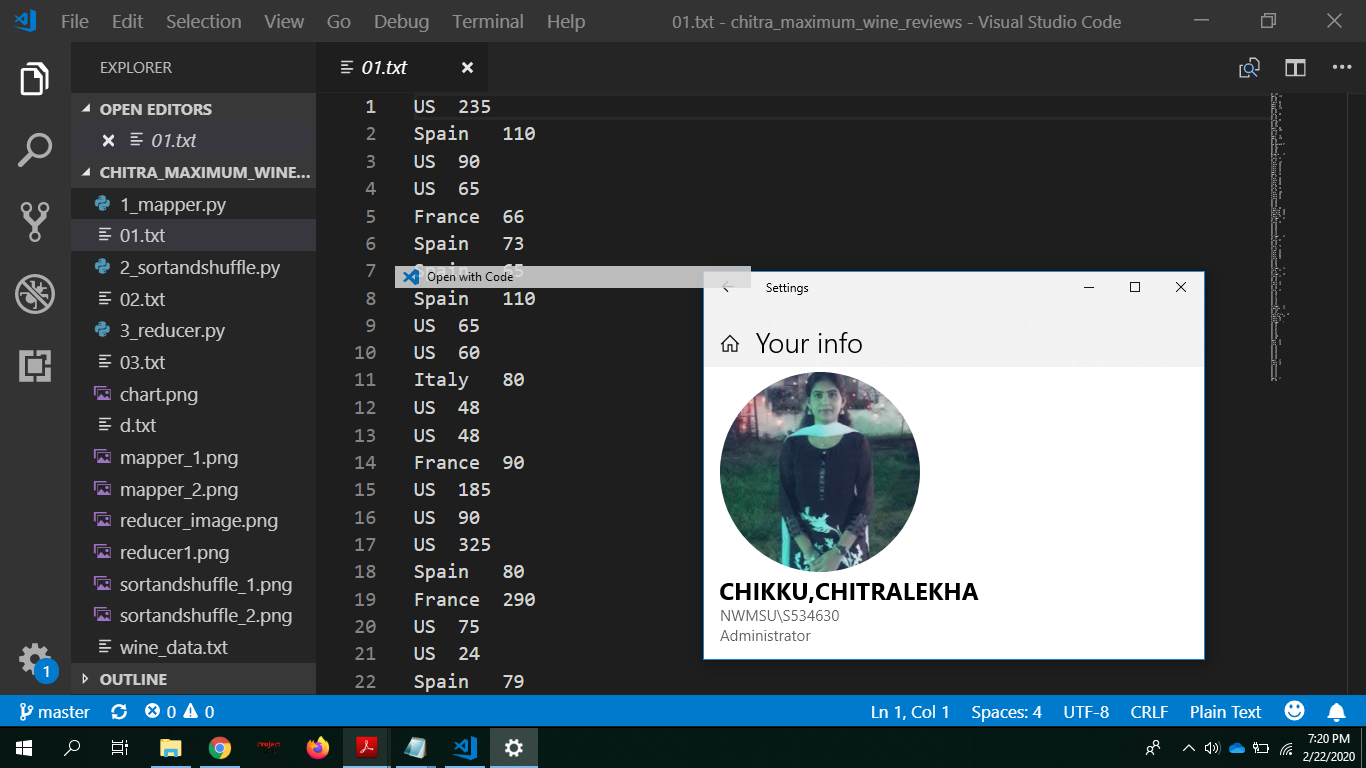 File Edit Selection View Go Debug Terminal Help 01.txt - chitra_maximum_wine_reviews - Visual Studio Code
EXPLORER
01.txt
OPEN EDITORS
01.txt
CHITRA_MAXIMUM_WINE...
1_mapper.py
01.txt
2_sortandshuffle.py
02.txt
3_reducer.py
03.txt
chart.png
d.txt
mapper_1.png
mapper_2.png
reducer_image.png
reducer1.png
sortandshuffle_1.png
sortandshuffle_2.png
wine_data.txt
OUTLINE
1
1 US 235
2 Spain 110
3 US 90
4 US 65
5 France 66
6 Spain 73
7 Spain 65
8 Spain 110
9 US 65
10 US 60
11 Italy 80
12 US 48
13 US 48
14 France 90
15 US 185
16 US 90
17 US 325
18 Spain 80
19 France 290
20 US 75
21 US 24
22 Spain 79
Open with Code
Settings
Your info
CHIKKU,CHITRALEKHA
NWMSU\S534630
Administrator
master 0 0 Ln 1, Col 1 Spaces: 4 UTF-8 CRLF Plain Text
7:20 PM
2/22/2020